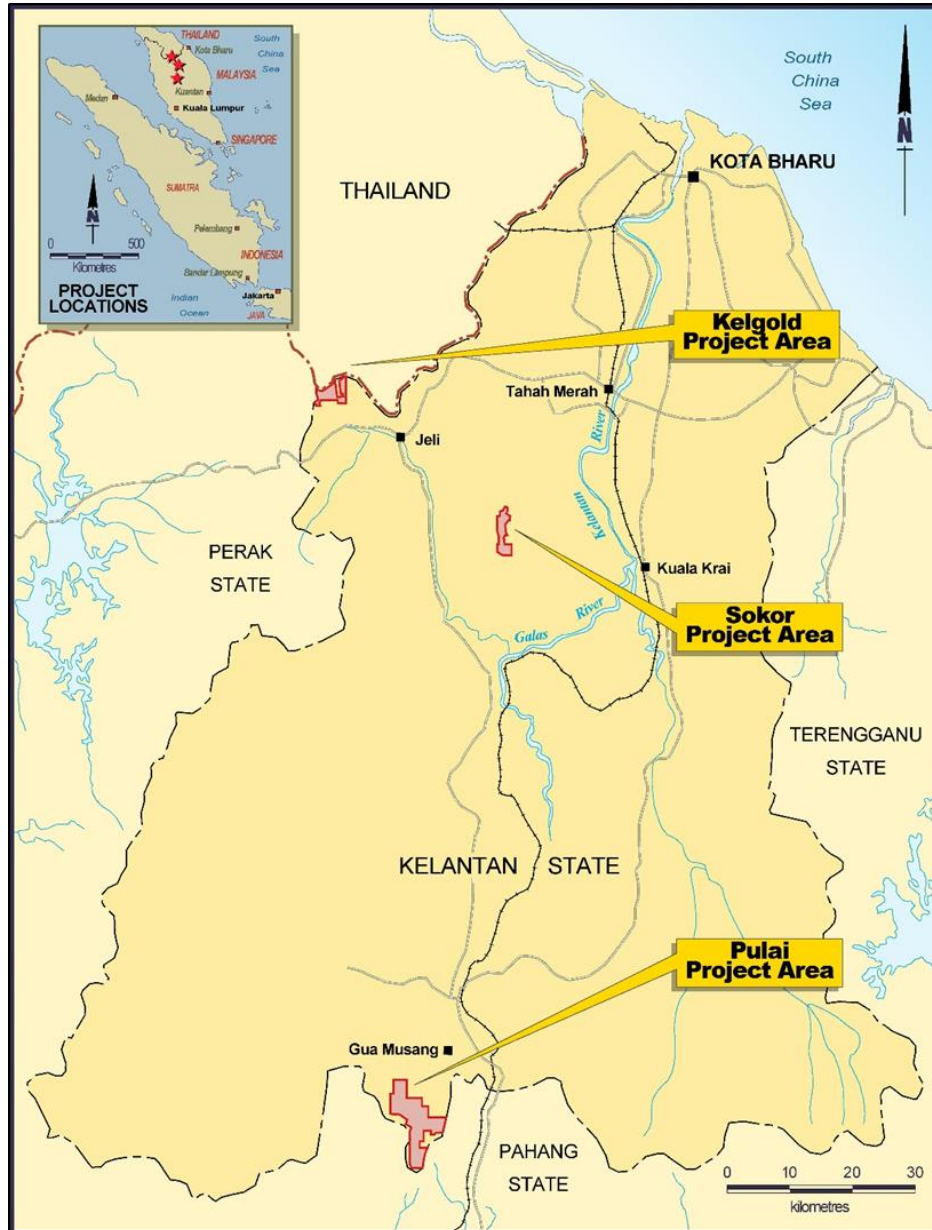 THAILAND
South
China
Sea
Kota Bharu
MALAYSIA
Kuantan
Medan
Kuala Lumpur
SINGAPORE
SUMATRA
N
0 500
Kilometres
Pelembang
INDONESIA
Bandar Lampung
PROJECT
LOCATIONS
Indian
Ocean
Jakarta
JAVA
South
China
Sea
N
KOTA BHARU
THAILAND
Kelgold
Project Area
Tahah Merah
River
Jeli
Kelantan
PERAK
STATE
Kuala Krai
Sokor
Project Area
River
Galas
TERENGGANU
STATE
KELANTAN STATE
Pulai
Project Area
Gua Musang
PAHANG
STATE
0 10 20 30
kilometres